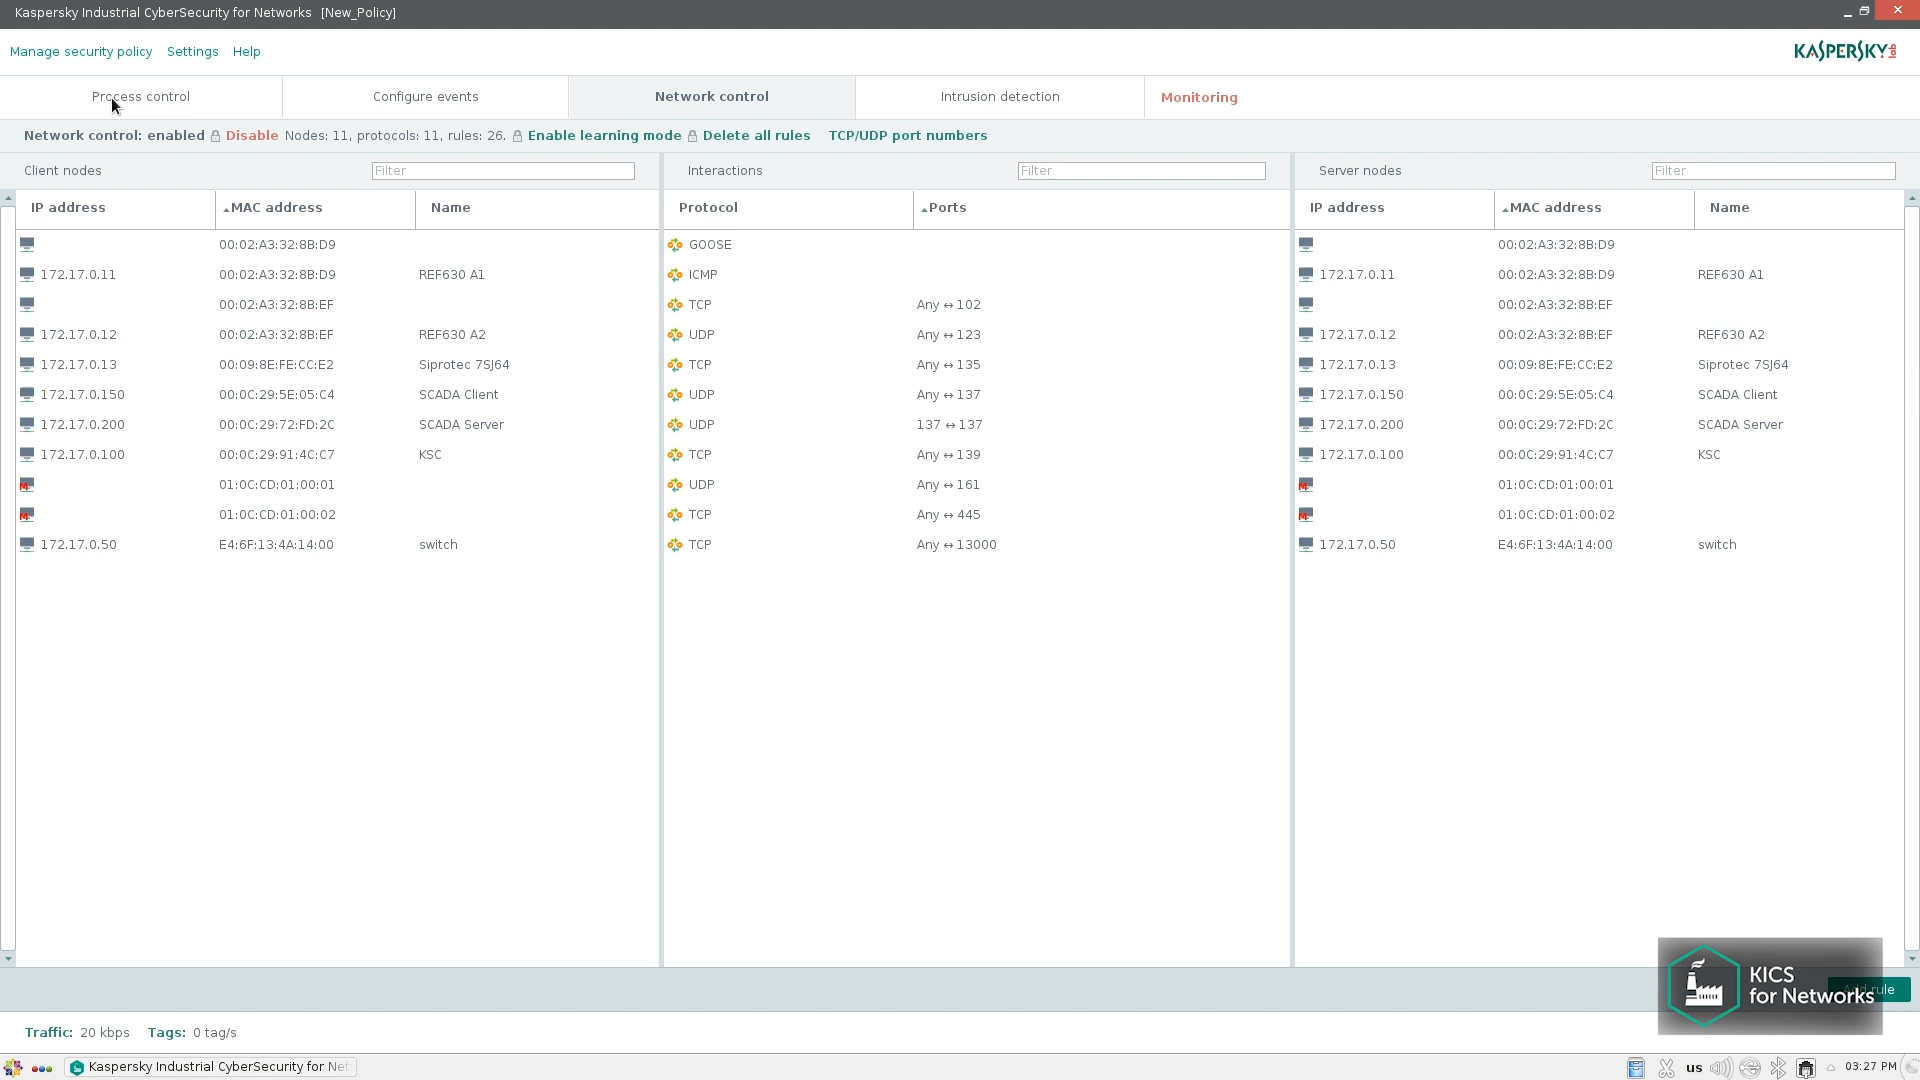 Kaspersky Industrial CyberSecurity for Networks [New_Policy]
Manage security policy Settings Help
KASPERSKY lab
Process control Configure events Network control Intrusion detection Monitoring
Network control: enabled Disable Nodes: 11, protocols: 11, rules: 26. Enable learning mode Delete all rules TCP/UDP port numbers
Client nodes Filter Interactions Filter Server nodes Filter
IP address MAC address Name Protocol Ports IP address MAC address Name
00:02:A3:32:8B:D9 GOOSE 00:02:A3:32:8B:D9
172.17.0.11 00:02:A3:32:8B:D9 REF630 A1 ICMP 172.17.0.11 00:02:A3:32:8B:D9 REF630 A1
00:02:A3:32:8B:EF TCP Any ↔ 102 00:02:A3:32:8B:EF
172.17.0.12 00:02:A3:32:8B:EF REF630 A2 UDP Any ↔ 123 172.17.0.12 00:02:A3:32:8B:EF REF630 A2
172.17.0.13 00:09:8E:FE:CC:E2 Siprotec 7SJ64 TCP Any ↔ 135 172.17.0.13 00:09:8E:FE:CC:E2 Siprotec 7SJ64
172.17.0.150 00:0C:29:5E:05:C4 SCADA Client UDP Any ↔ 137 172.17.0.150 00:0C:29:5E:05:C4 SCADA Client
172.17.0.200 00:0C:29:72:FD:2C SCADA Server UDP 137 ↔ 137 172.17.0.200 00:0C:29:72:FD:2C SCADA Server
172.17.0.100 00:0C:29:91:4C:C7 KSC TCP Any ↔ 139 172.17.0.100 00:0C:29:91:4C:C7 KSC
M 01:0C:CD:01:00:01 UDP Any ↔ 161 M 01:0C:CD:01:00:01
M 01:0C:CD:01:00:02 TCP Any ↔ 445 M 01:0C:CD:01:00:02
172.17.0.50 E4:6F:13:4A:14:00 switch TCP Any ↔ 13000 172.17.0.50 E4:6F:13:4A:14:00 switch
Add rule
KICS
for Networks
Traffic: 20 kbps Tags: 0 tag/s
Kaspersky Industrial CyberSecurity for Net us 03:27 PM